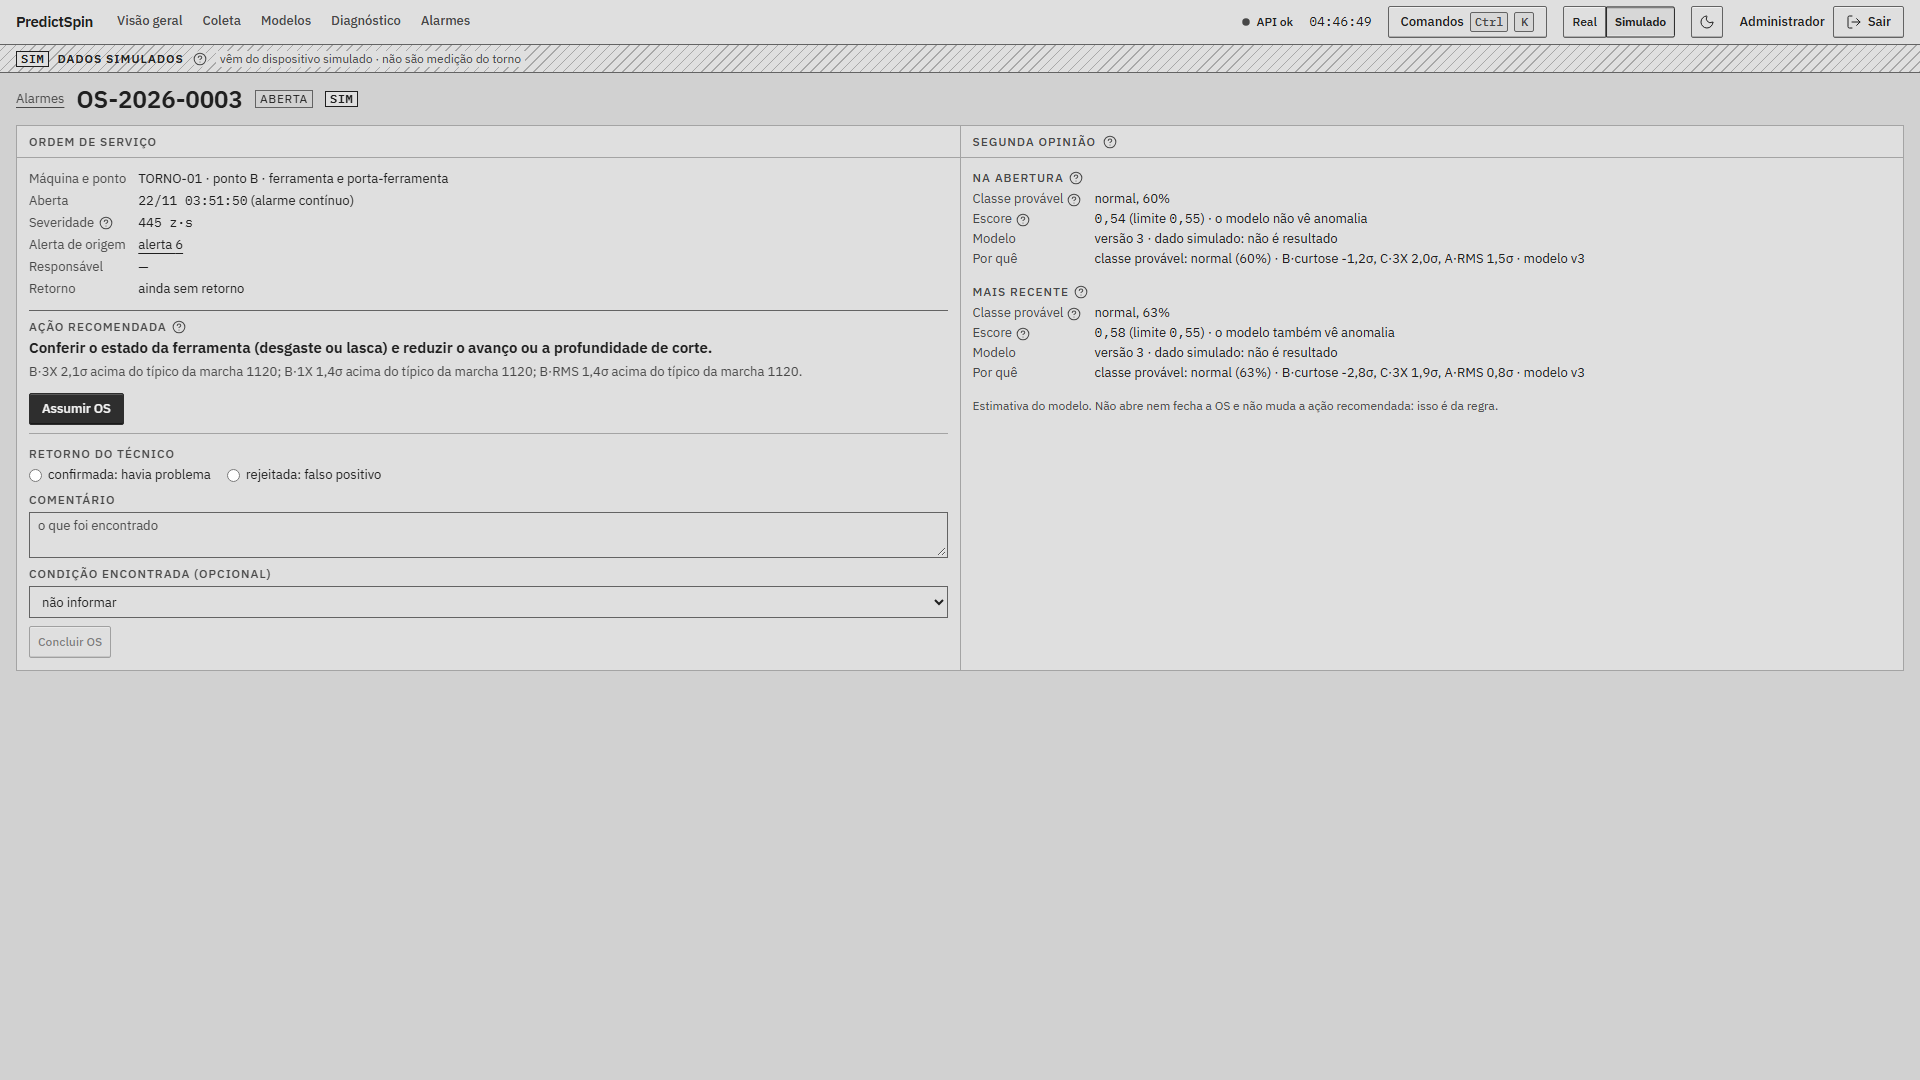 PredictSpin Visão geral Coleta Modelos Diagnóstico Alarmes API ok 04:46:49 Comandos Ctrl K Real Simulado Administrador Sair
SIM DADOS SIMULADOS vêm do dispositivo simulado · não são medição do torno
Alarmes OS-2026-0003 ABERTA SIM
ORDEM DE SERVIÇO
Máquina e ponto TORNO-01 · ponto B · ferramenta e porta-ferramenta
Aberta 22/11 03:51:50 (alarme contínuo)
Severidade 445 z·s
Alerta de origem alerta 6
Responsável —
Retorno ainda sem retorno
AÇÃO RECOMENDADA
Conferir o estado da ferramenta (desgaste ou lasca) e reduzir o avanço ou a profundidade de corte.
B·3X 2,1σ acima do típico da marcha 1120; B·1X 1,4σ acima do típico da marcha 1120; B·RMS 1,4σ acima do típico da marcha 1120.
Assumir OS
RETORNO DO TÉCNICO
confirmada: havia problema rejeitada: falso positivo
COMENTÁRIO
o que foi encontrado
CONDIÇÃO ENCONTRADA (OPCIONAL)
não informar
Concluir OS
SEGUNDA OPINIÃO
NA ABERTURA
Classe provável normal, 60%
Escore 0,54 (limite 0,55) · o modelo não vê anomalia
Modelo versão 3 · dado simulado: não é resultado
Por quê classe provável: normal (60%) · B·curtose -1,2σ, C·3X 2,0σ, A·RMS 1,5σ · modelo v3
MAIS RECENTE
Classe provável normal, 63%
Escore 0,58 (limite 0,55) · o modelo também vê anomalia
Modelo versão 3 · dado simulado: não é resultado
Por quê classe provável: normal (63%) · B·curtose -2,8σ, C·3X 1,9σ, A·RMS 0,8σ · modelo v3
Estimativa do modelo. Não abre nem fecha a OS e não muda a ação recomendada: isso é da regra.